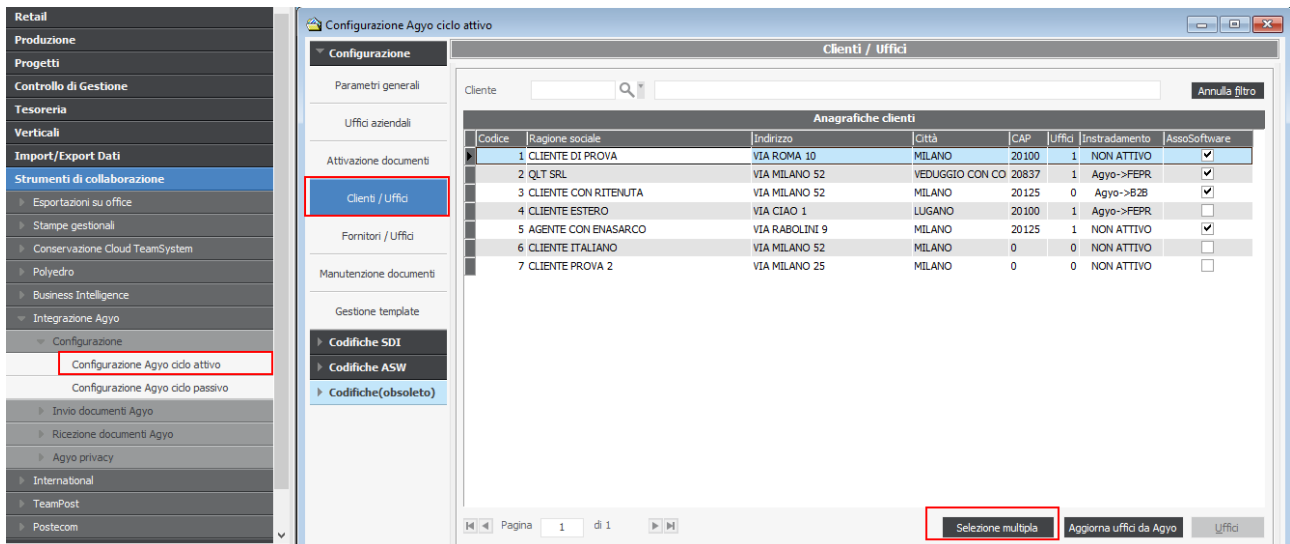 Retail
Produzione
Progetti
Controllo di Gestione
Tesoreria
Verticali
Import/Export Dati
Strumenti di collaborazione
Esportazioni su office
Stampe gestionali
Conservazione Cloud TeamSystem
Polyedro
Business Intelligence
Integrazione Agyo
Configurazione
Configurazione Agyo ciclo attivo
Configurazione Agyo ciclo passivo
Invio documenti Agyo
Ricezione documenti Agyo
Agyo privacy
International
TeamPost
Postecom
Configurazione Agyo ciclo attivo
Configurazione
Parametri generali
Uffici aziendali
Attivazione documenti
Clienti / Uffici
Fornitori / Uffici
Manutenzione documenti
Gestione template
Codifiche SDI
Codifiche ASW
Codifiche(obsoleto)
Clienti / Uffici
Cliente Annulla filtro
Anagrafiche clienti
Codice Ragione sociale Indirizzo Città CAP Uffici Instradamento AssoSoftware
1 CLIENTE DI PROVA VIA ROMA 10 MILANO 20100 1 NON ATTIVO
2 QLT SRL VIA MILANO 52 VEDUGGIO CON CO 20837 1 Agyo->FEPR
3 CLIENTE CON RITENUTA VIA MILANO 52 MILANO 20125 0 Agyo->B2B
4 CLIENTE ESTERO VIA CIAO 1 LUGANO 20100 1 Agyo->FEPR
5 AGENTE CON ENASARCO VIA RABOLINI 9 MILANO 20125 1 NON ATTIVO
6 CLIENTE ITALIANO VIA MILANO 52 MILANO 0 0 NON ATTIVO
7 CLIENTE PROVA 2 VIA MILANO 25 MILANO 0 0 NON ATTIVO
Pagina 1 di 1 Selezione multipla Aggiorna uffici da Agyo Uffici